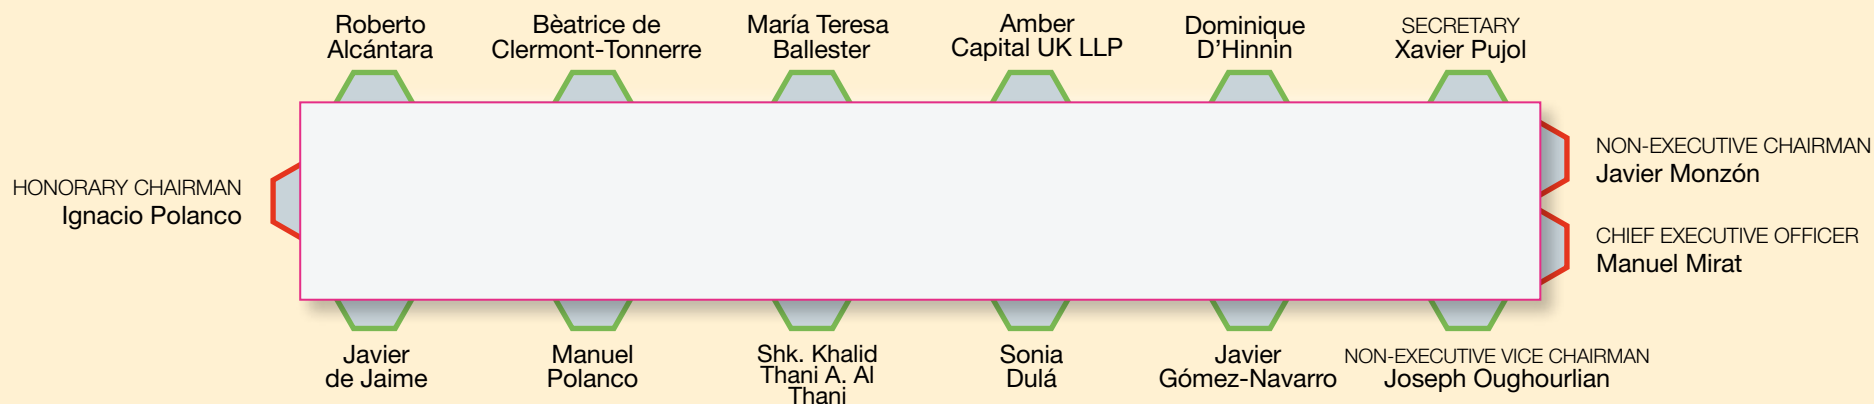 Roberto
Alcántara
Bèatrice de
Clermont-Tonnerre
María Teresa
Ballester
Amber
Capital UK LLP
Dominique
D’Hinnin
SECRETARY
Xavier Pujol
HONORARY CHAIRMAN
Ignacio Polanco
NON-EXECUTIVE CHAIRMAN
Javier Monzón
CHIEF EXECUTIVE OFFICER
Manuel Mirat
Javier
de Jaime
Manuel
Polanco
Shk. Khalid
Thani A. Al
Thani
Sonia
Dulá
Javier
Gómez-Navarro
NON-EXECUTIVE VICE CHAIRMAN
Joseph Oughourlian